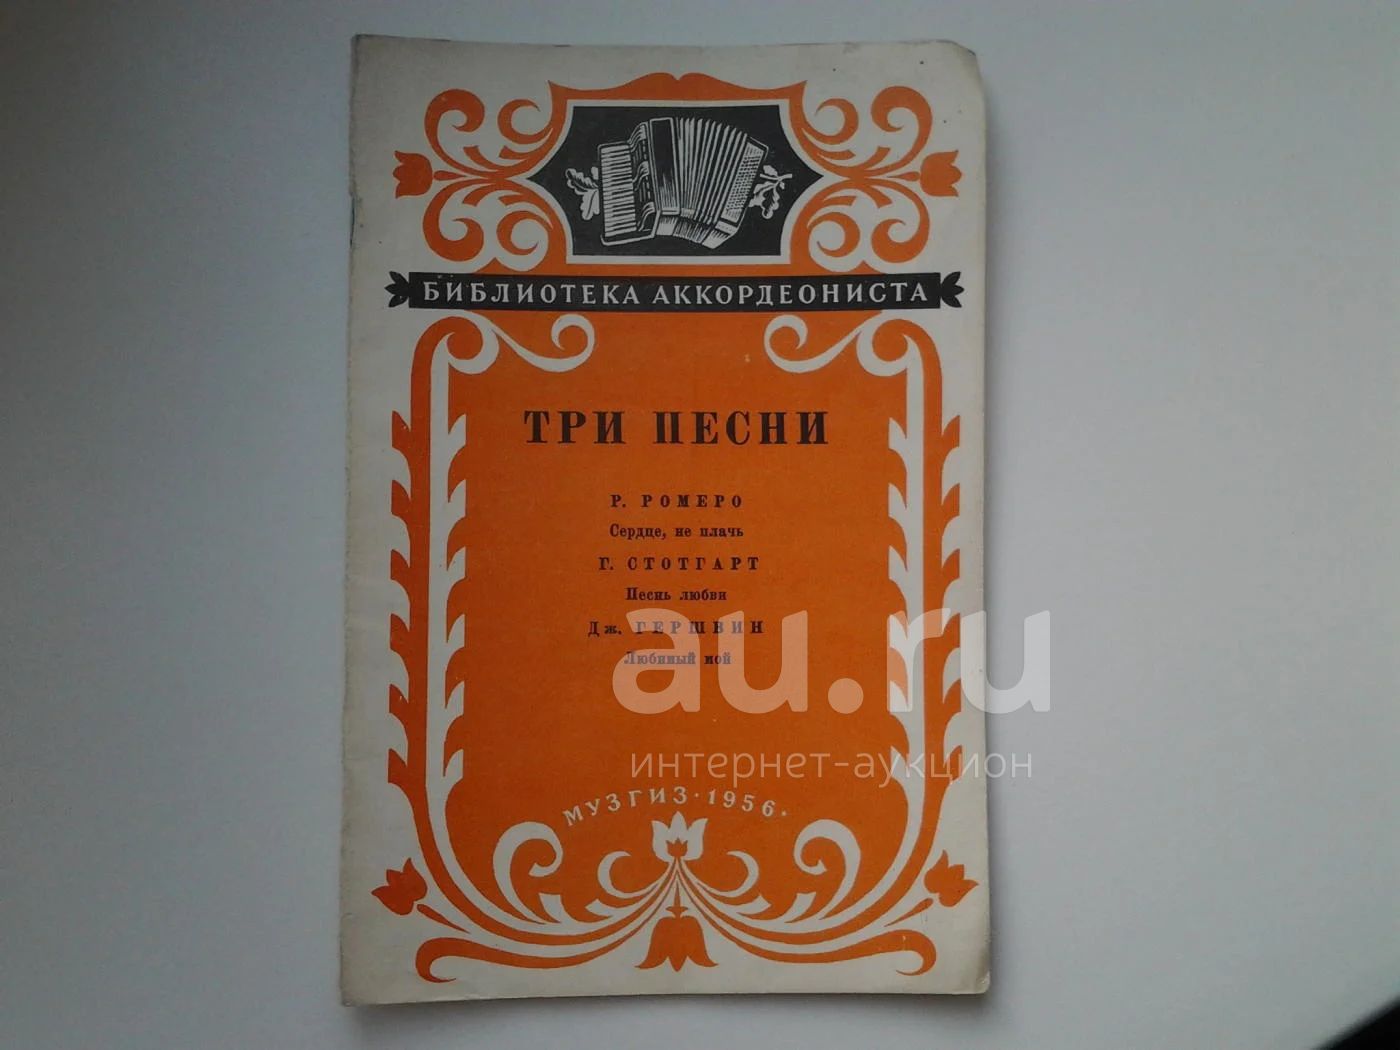 БИБЛИОТЕКА АККОРДЕОНИСТА
ТРИ ПЕСНИ
Р. РОМЕРО
Сердце, не плачь
Г. СТОТГАРТ
Песнь любви
Дж. ГЕРШВИН
Любимый мой
au.ru
интернет-аукцион
МУЗГИЗ·1956·